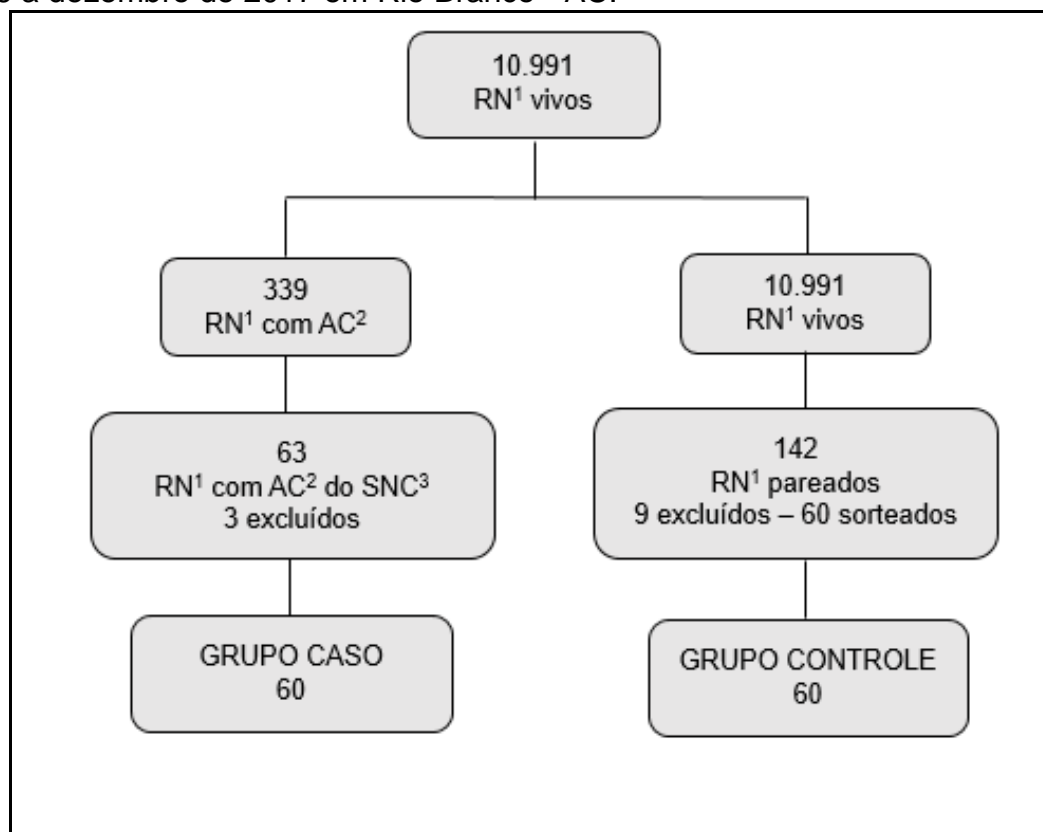 a dezembro de 2017 em Rio Branco - AC.
10.991
RN¹ vivos
339
RN¹ com AC²
10.991
RN¹ vivos
63
RN¹ com AC² do SNC³
3 excluídos
142
RN¹ pareados
9 excluídos – 60 sorteados
GRUPO CASO
60
GRUPO CONTROLE
60